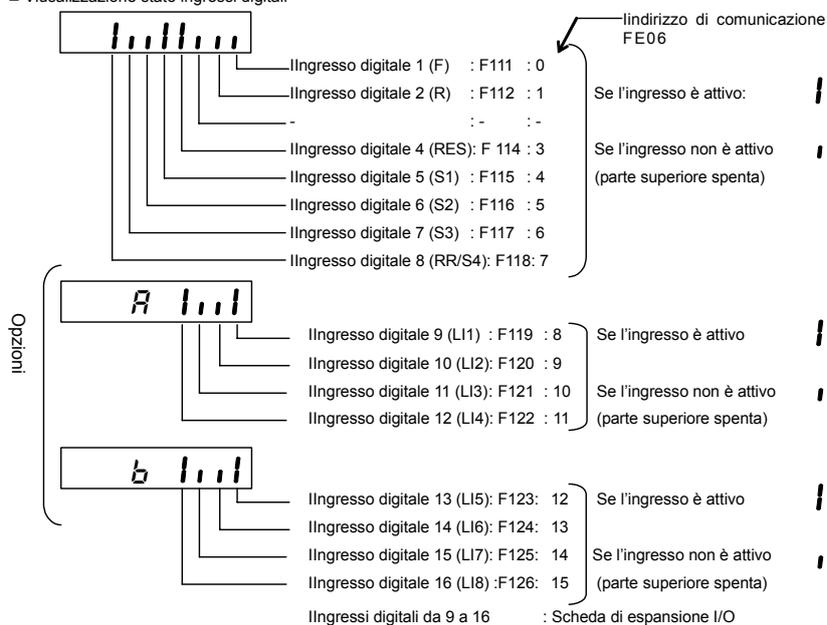 – Visualizzazione stato ingressi digitali
Iindirizzo di comunicazione
FE06
IIngresso digitale 1 (F) : F111 : 0
IIngresso digitale 2 (R) : F112 : 1 Se l'ingresso è attivo:
- : - : -
IIngresso digitale 4 (RES): F 114 : 3 Se l'ingresso non è attivo
IIngresso digitale 5 (S1) : F115 : 4 (parte superiore spenta)
IIngresso digitale 6 (S2) : F116 : 5
IIngresso digitale 7 (S3) : F117 : 6
IIngresso digitale 8 (RR/S4): F118: 7
Opzioni
A
IIngresso digitale 9 (LI1) : F119 : 8 Se l'ingresso è attivo
IIngresso digitale 10 (LI2): F120 : 9
IIngresso digitale 11 (LI3): F121 : 10 Se l'ingresso non è attivo
IIngresso digitale 12 (LI4): F122 : 11 (parte superiore spenta)
b
IIngresso digitale 13 (LI5): F123: 12 Se l'ingresso è attivo
IIngresso digitale 14 (LI6): F124: 13
IIngresso digitale 15 (LI7): F125: 14 Se l'ingresso non è attivo
IIngresso digitale 16 (LI8) :F126: 15 (parte superiore spenta)
IIngressi digitali da 9 a 16 : Scheda di espansione I/O